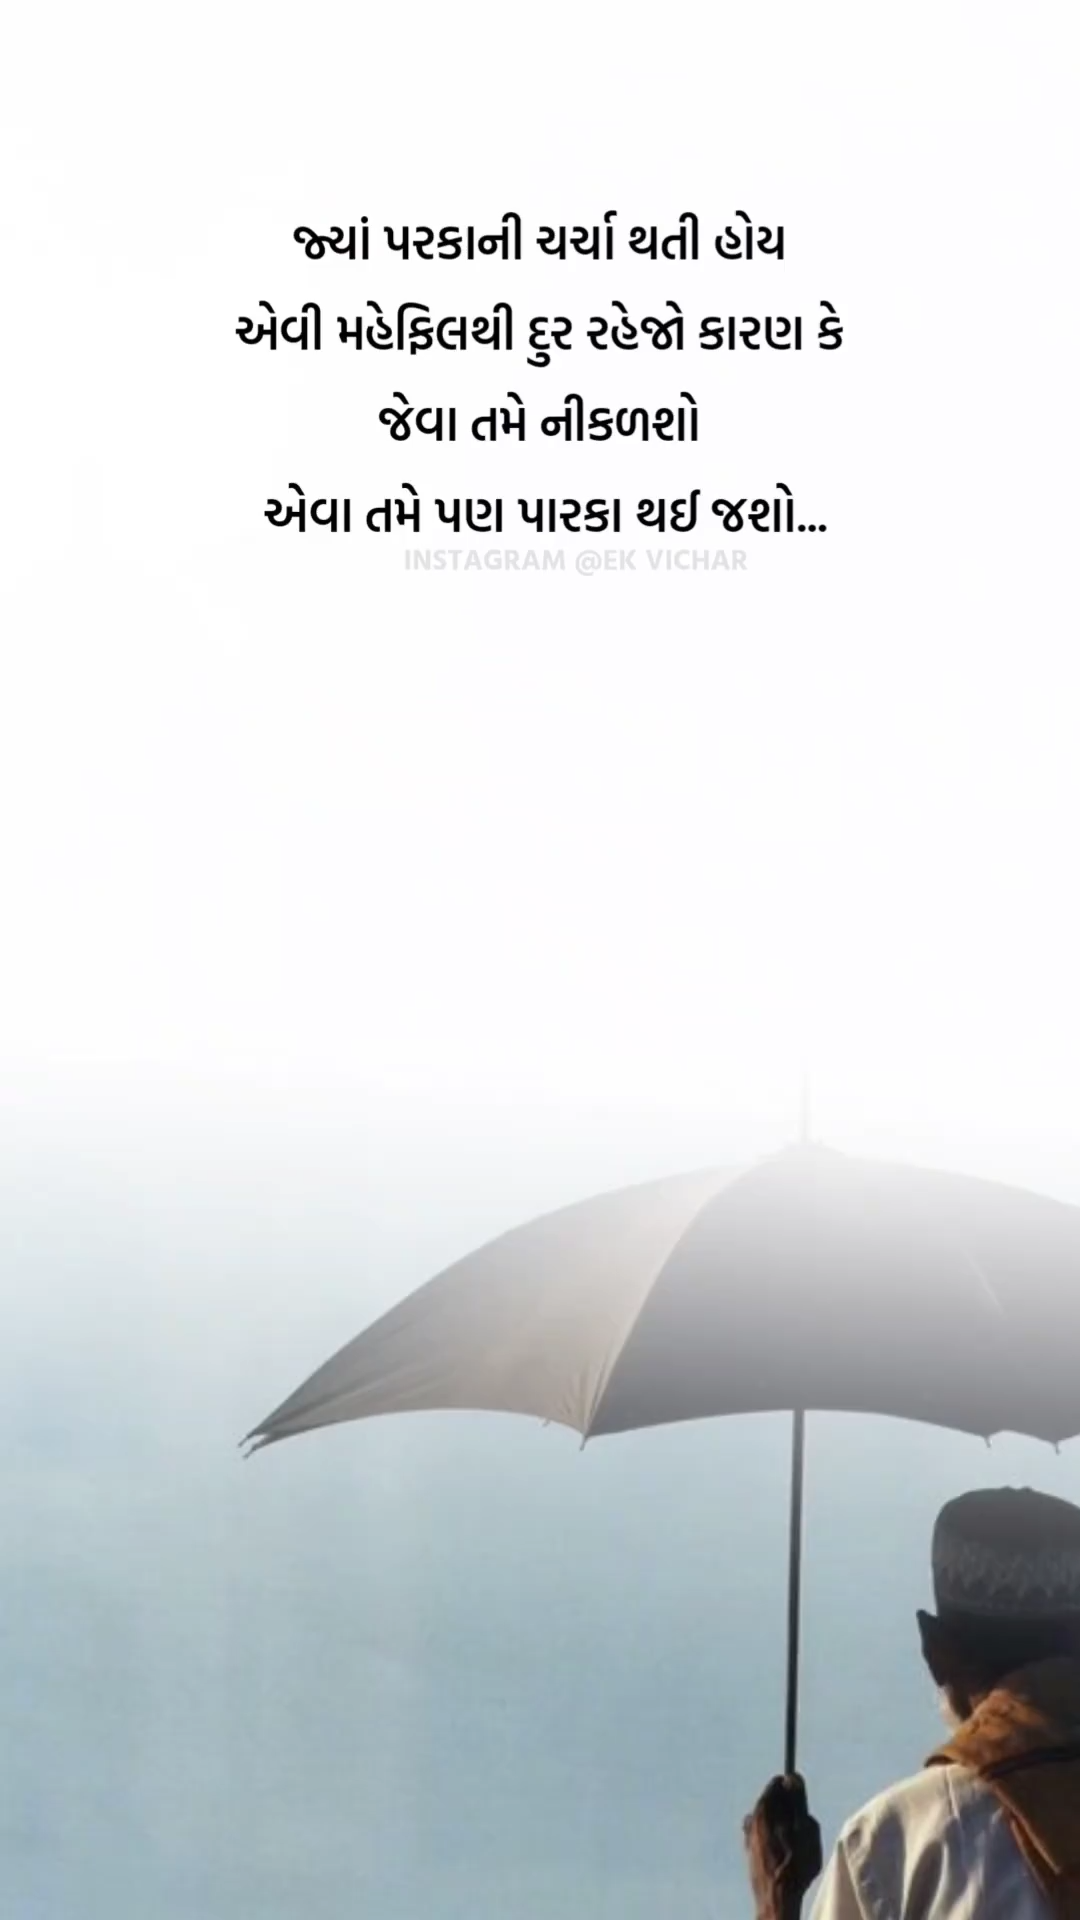 જ્યાં પરકાની ચર્ચા થતી હોય
એવી મહેફિલથી દુર રહેજો કારણ કે
જેવા તમે નીકળશો
એવા તમે પણ પારકા થઈ જશો...
INSTAGRAM @EK VICHAR